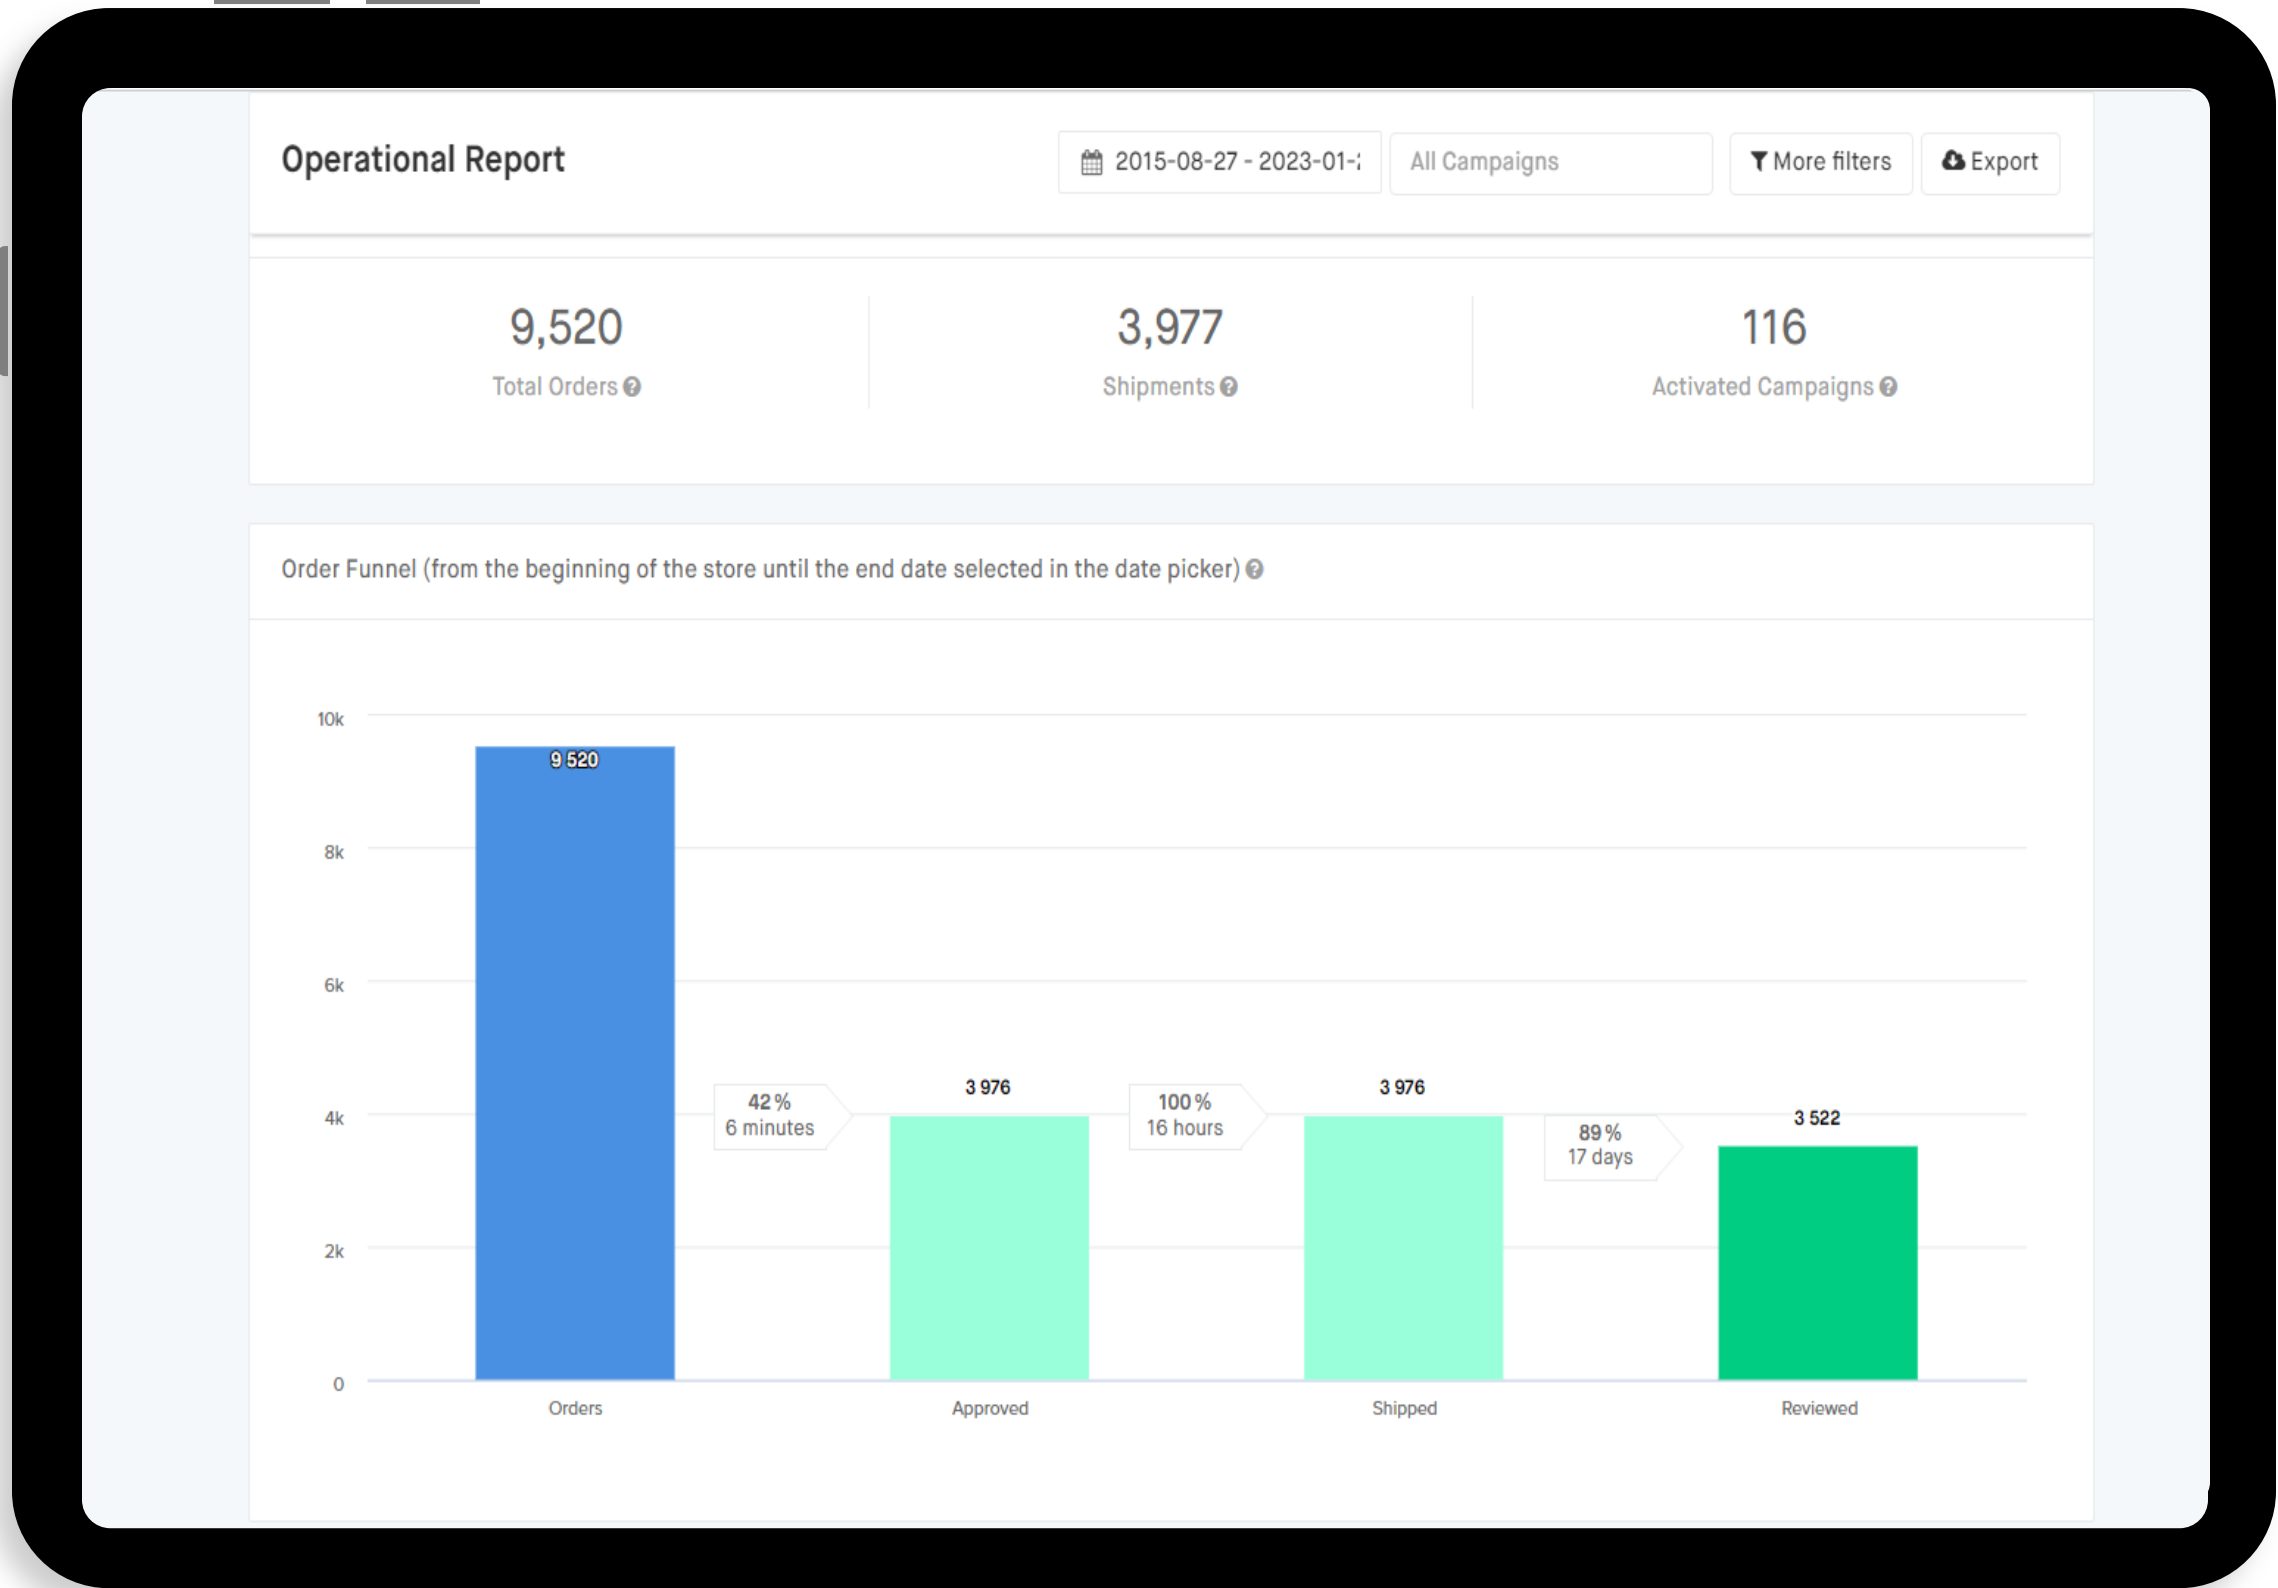 Operational Report
2015-08-27 - 2023-01-
All Campaigns
More filters
Export
9,520
Total Orders
3,977
Shipments
116
Activated Campaigns
Order Funnel (from the beginning of the store until the end date selected in the date picker)
10k
8k
6k
4k
2k
0
9 520
42 %
6 minutes
3 976
100 %
16 hours
3 976
89 %
17 days
3 522
Orders
Approved
Shipped
Reviewed